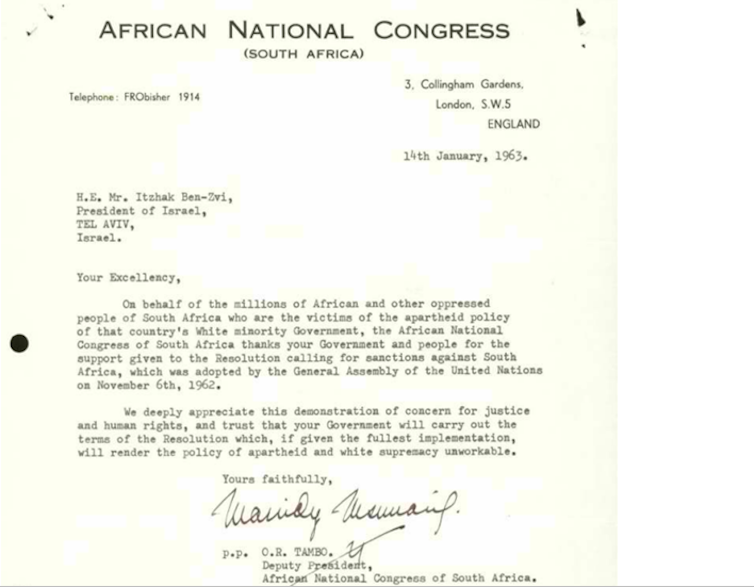 AFRICAN NATIONAL CONGRESS
(SOUTH AFRICA)
Telephone: FRObisher 1914
3, Collingham Gardens,
London, S.W.5
ENGLAND
14th January, 1963.
H.E. Mr. Itzhak Ben-Zvi,
President of Israel,
TEL AVIV,
Israel.
Your Excellency,
On behalf of the millions of African and other oppressed
people of South Africa who are the victims of the apartheid policy
of that country's White minority Government, the African National
Congress of South Africa thanks your Government and people for the
support given to the Resolution calling for sanctions against South
Africa, which was adopted by the General Assembly of the United Nations
on November 6th, 1962.
We deeply appreciate this demonstration of concern for justice
and human rights, and trust that your Government will carry out the
terms of the Resolution which, if given the fullest implementation,
will render the policy of apartheid and white supremacy unworkable.
Yours faithfully,
p.p. O.R. TAMBO.
Deputy President,
African National Congress of South Africa.